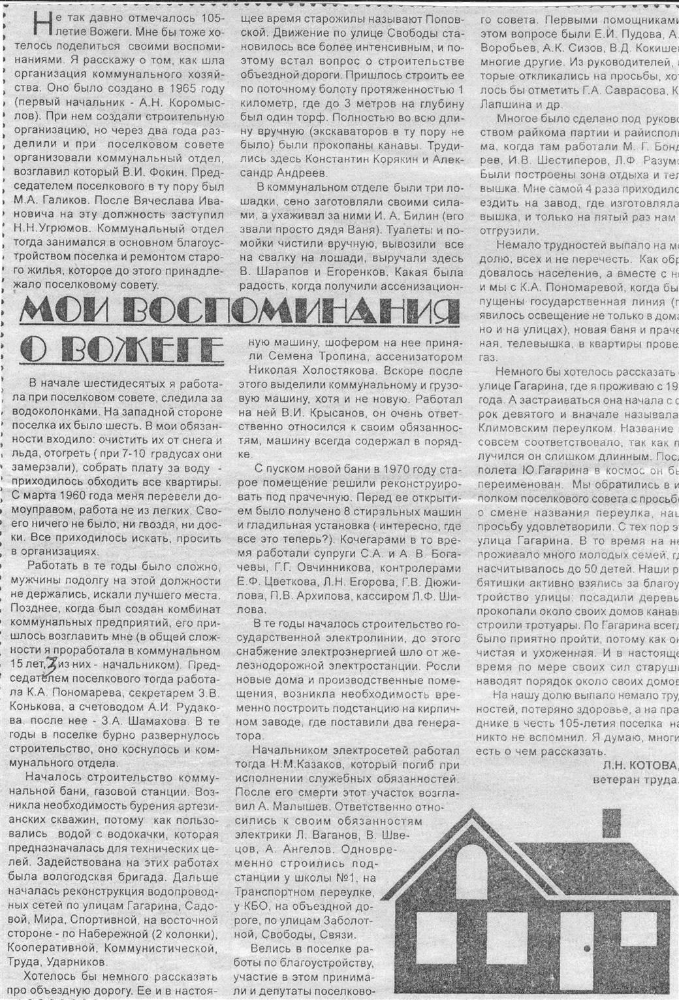 Не так давно отмечалось 105-
летие Вожеги. Мне бы тоже хо-
телось поделиться своими воспоми-
наниями. Я расскажу о том, как шла
организация коммунального хозяй-
ства. Оно было создано в 1965 году
(первый начальник - А.Н. Коромыс-
лов). При нем создали строительную
организацию, но через два года раз-
делили и при поселковом совете
организовали коммунальный отдел,
возглавил который В.И. Фокин. Пред-
седателем поселкового в ту пору был
М.А. Галиков. После Вячеслава Ива-
новича на эту должность заступил
Н.Н.Угрюмов. Коммунальный отдел
тогда занимался в основном благоус-
тройством поселка и ремонтом старо-
го жилья, которое до этого принадле-
жало поселковому совету.
МОИ ВОСПОМИНАНИЯ
О ВОЖЕГЕ
В начале шестидесятых я работа-
ла при поселковом совете, следила за
водоколонками. На западной стороне
поселка их было шесть. В мои обязан-
ности входило: очистить их от снега и
льда, отогреть ( при 7-10 градусах они
замерзали), собрать плату за воду -
приходилось обходить все квартиры.
С марта 1960 года меня перевели до-
моуправом, работа не из легких. Сво-
его ничего не было, ни гвоздя, ни дос-
ки. Все приходилось искать, просить
в организациях.
Работать в те годы было сложно,
мужчины подолгу на этой должности
не держались, искали лучшего места.
Позднее, когда был создан комбинат
коммунальных предприятий, его при-
шлось возглавить мне (в общей слож-
ности я проработала в коммунальном
15 лет, 3 из них - начальником). Пред-
седателем поселкового тогда работа-
ла К.А. Пономарева, секретарем З.В.
Конькова, а счетоводом А.И. Рудако-
ва, после нее - З.А. Шамахова. В те
годы в поселке бурно развернулось
строительство, оно коснулось и ком-
мунального отдела.
Началось строительство комму-
нальной бани, газовой станции. Воз-
никла необходимость бурения артези-
анских скважин, потому как пользо-
вались водой с водокачки, которая
предназначалась для технических це-
лей. Задействована на этих работах
была вологодская бригада. Дальше
началась реконструкция водопровод-
ных сетей по улицам Гагарина, Садо-
вой, Мира, Спортивной, на восточной
стороне - по Набережной (2 колонки),
Кооперативной, Коммунистической,
Труда, Ударников.
Хотелось бы немного рассказать
про объездную дорогу. Ее и в настоя-
щее время старожилы называют Попов-
ской. Движение по улице Свободы ста-
новилось все более интенсивным, и по-
этому встал вопрос о строительстве
объездной дороги. Пришлось строить ее
по поточному болоту протяженностью 1
километр, где до 3 метров на глубину
был один торф. Полностью во всю дли-
ну вручную (экскаваторов в ту пору не
было) были прокопаны канавы. Труди-
лись здесь Константин Корякин и Алек-
сандр Андреев.
В коммунальном отделе были три ло-
шадки, сено заготовляли своими сила-
ми, а ухаживал за ними И. А. Билин (его
звали просто дядя Ваня). Туалеты и по-
мойки чистили вручную, вывозили все
на свалку на лошади, выручали здесь
В. Шарапов и Егоренков. Какая была
радость, когда получили ассенизацион-
ную машину, шофером на нее приня-
ли Семена Тропина, ассенизатором
Николая Холостякова. Вскоре после
этого выделили коммунальному и грузо-
вую машину, хотя и не новую. Работал
на ней В.И. Крысанов, он очень ответ-
ственно относился к своим обязаннос-
тям, машину всегда содержал в поряд-
ке.
С пуском новой бани в 1970 году ста-
рое помещение решили реконструиро-
вать под прачечную. Перед ее открыти-
ем было получено 8 стиральных машин
и гладильная установка ( интересно, где
все это теперь?). Кочегарами в то вре-
мя работали супруги С.А. и А. В. Бога-
чевы, Г.Г. Овчинникова, контролерами
Е.Ф. Цветкова, Л.Н. Егорова, Г.В. Дюжи-
лова, П.В. Архипова, кассиром Л.Ф. Ши-
лова.
В те годы началось строительство го-
сударственной электролинии, до этого
снабжение электроэнергией шло от же-
лезнодорожной электростанции. Росли
новые дома и производственные поме-
щения, возникла необходимость вре-
менно построить подстанцию на кирпич-
ном заводе, где поставили два генера-
тора.
Начальником электросетей работал
тогда Н.М.Казаков, который погиб при
исполнении служебных обязанностей.
После его смерти этот участок возгла-
вил А. Малышев. Ответственно отно-
сились к своим обязанностям
электрики Л. Ваганов, В. Шве-
цов, А. Ангелов. Одновре-
менно строились под-
станции у школы №1, на
Транспортном переулке,
у КБО, на объездной до-
роге, по улицам Заболот-
ной, Свободы, Связи.
Велись в поселке ра-
боты по благоустройству,
участие в этом принима-
ли и депутаты поселково-
го совета. Первыми помощниками
этом вопросе были Е.И. Пудова, А.
Воробьев, А.К. Сизов, В.Д. Кокишев
многие другие. Из руководителей,
торые откликались на просьбы, хот
лось бы отметить Г.А. Саврасова, К
Лапшина и др.
Многое было сделано под руково
ством райкома партии и райисполь
ма, когда там работали М. Г. Бонд
рев, И.В. Шестиперов, Л.Ф. Разумо
Были построены зона отдыха и тел
вышка. Мне самой 4 раза приходило
ездить на завод, где изготовляла
вышка, и только на пятый раз нам
отгрузили.
Немало трудностей выпало на мо
долю, всех и не перечесть. Как обр
довалось население, а вместе с н
и мы с К.А. Пономаревой, когда бы
пущены государственная линия (п
явилось освещение не только в дома
но и на улицах), новая баня и праче
ная, телевышка, в квартиры прове
газ.
Немного бы хотелось рассказать
улице Гагарина, где я проживаю с 19
года. А застраиваться она начала с с
рок девятого и вначале называла
Климовским переулком. Название
совсем соответствовало, так как п
лучился он слишком длинным. Посл
полета Ю.Гагарина в космос он бы
переименован. Мы обратились в и
полком поселкового совета с просьбо
о смене названия переулка, наш
просьбу удовлетворили. С тех пор э
улица Гагарина. В то время на не
проживало много молодых семей, гд
насчитывалось до 50 детей. Наши р
бятишки активно взялись за благоу
тройство улицы: посадили деревь
прокопали около своих домов канав
строили тротуары. По Гагарина всегд
было приятно пройти, потому как он
чистая и ухоженная. И в настояще
время по мере своих сил старуш
наводят порядок около своих домов
На нашу долю выпало немало труд
ностей, потеряно здоровье, а на пра
днике в честь 105-летия поселка на
никто не вспомнил. Я думаю, многи
есть о чем рассказать.
Л.Н. КОТОВА,
ветеран труда.